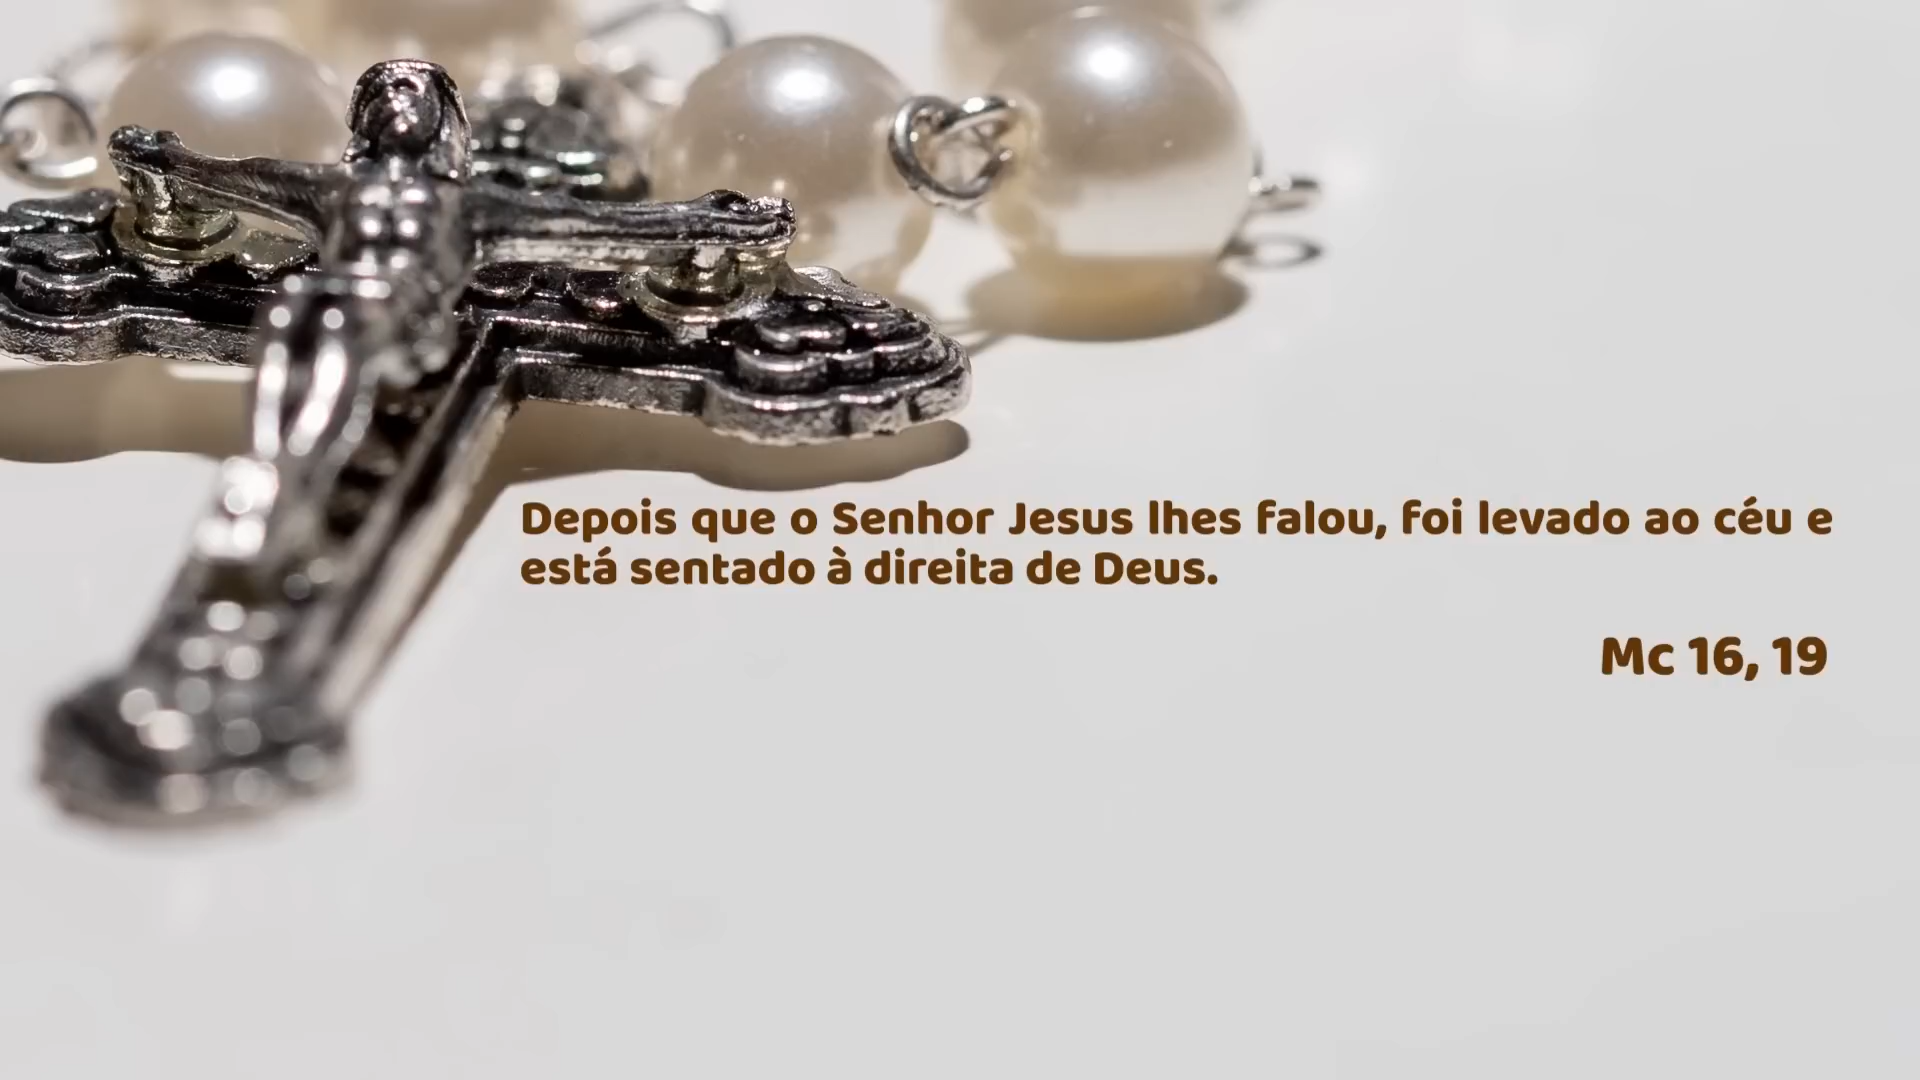 Depois que o Senhor Jesus lhes falou, foi levado ao céu e
está sentado à direita de Deus.
Mc 16, 19